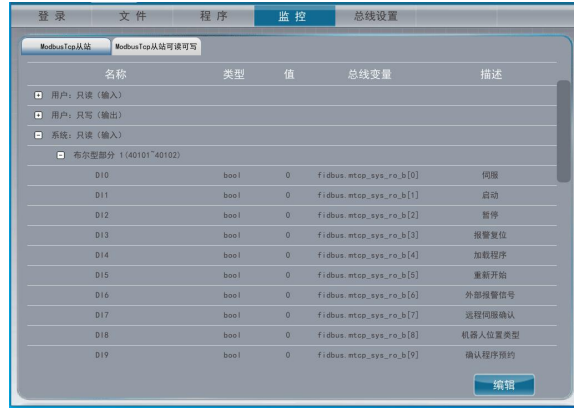 登录 文件 程序 监控 总线设置
ModbusTcp从站 ModbusTcp从站可读可写
名称 类型 值 总线变量 描述
用户：只读（输入）
用户：只写（输出）
系统：只读（输入）
布尔型部分 1(40101~40102)
DI0 bool 0 fidbus.mtcp_sys_ro_b[0] 伺服
DI1 bool 0 fidbus.mtcp_sys_ro_b[1] 启动
DI2 bool 0 fidbus.mtcp_sys_ro_b[2] 暂停
DI3 bool 0 fidbus.mtcp_sys_ro_b[3] 报警复位
DI4 bool 0 fidbus.mtcp_sys_ro_b[4] 加载程序
DI5 bool 0 fidbus.mtcp_sys_ro_b[5] 重新开始
DI6 bool 0 fidbus.mtcp_sys_ro_b[6] 外部报警信号
DI7 bool 0 fidbus.mtcp_sys_ro_b[7] 远程伺服确认
DI8 bool 0 fidbus.mtcp_sys_ro_b[8] 机器人位置类型
DI9 bool 0 fidbus.mtcp_sys_ro_b[9] 确认程序预约
编辑